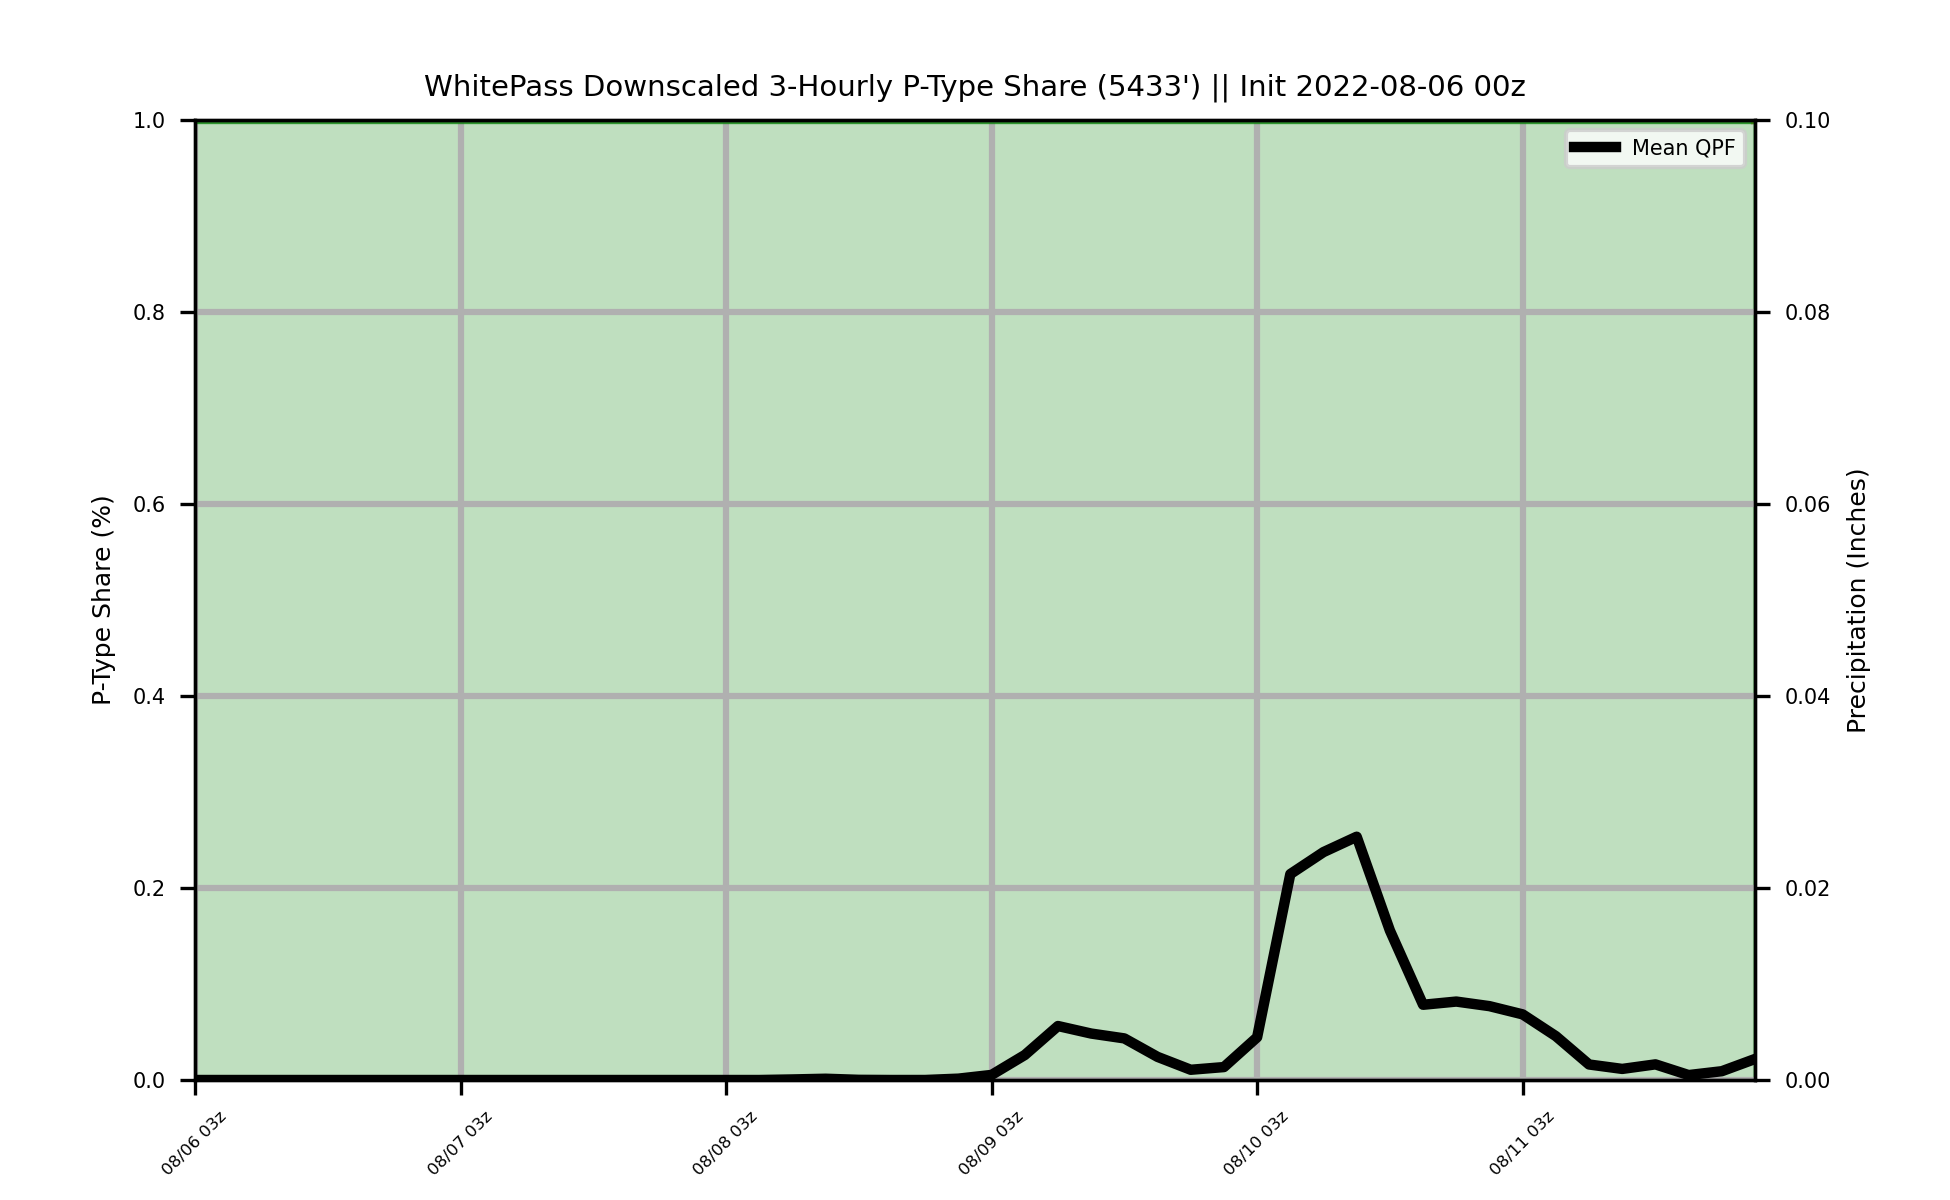 WhitePass Downscaled 3-Hourly P-Type Share (5433') || Init 2022-08-06 00z
Mean QPF
P-Type Share (%)
1.0
0.8
0.6
0.4
0.2
0.0
0.10
0.08
0.06
0.04
0.02
0.00
Precipitation (Inches)
08/06 03z
08/07 03z
08/08 03z
08/09 03z
08/10 03z
08/11 03z